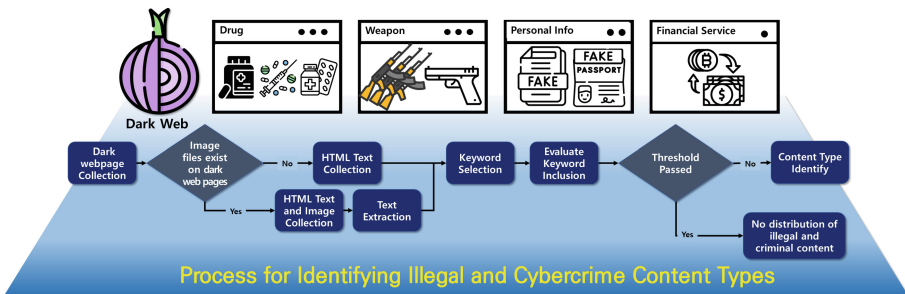 Drug
Weapon
Personal Info
Financial Service
FAKE
FAKE
FAKE
PASSPORT
Dark Web
Dark
webpage
Collection
Image
files exist
on dark
web pages
No
HTML Text
Collection
Yes
HTML Text
and Image
Collection
Text
Extraction
Keyword
Selection
Evaluate
Keyword
Inclusion
Threshold
Passed
No
Content Type
Identify
Yes
No distribution of
illegal and
criminal content
Process for Identifying Illegal and Cybercrime Content Types